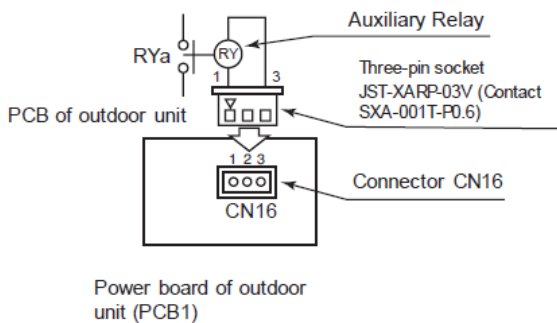 Auxiliary Relay
RYa
RY
1
3
Three-pin socket
JST-XARP-03V (Contact
SXA-001T-P0.6)
PCB of outdoor unit
1 2 3
Connector CN16
CN16
Power board of outdoor
unit (PCB1)